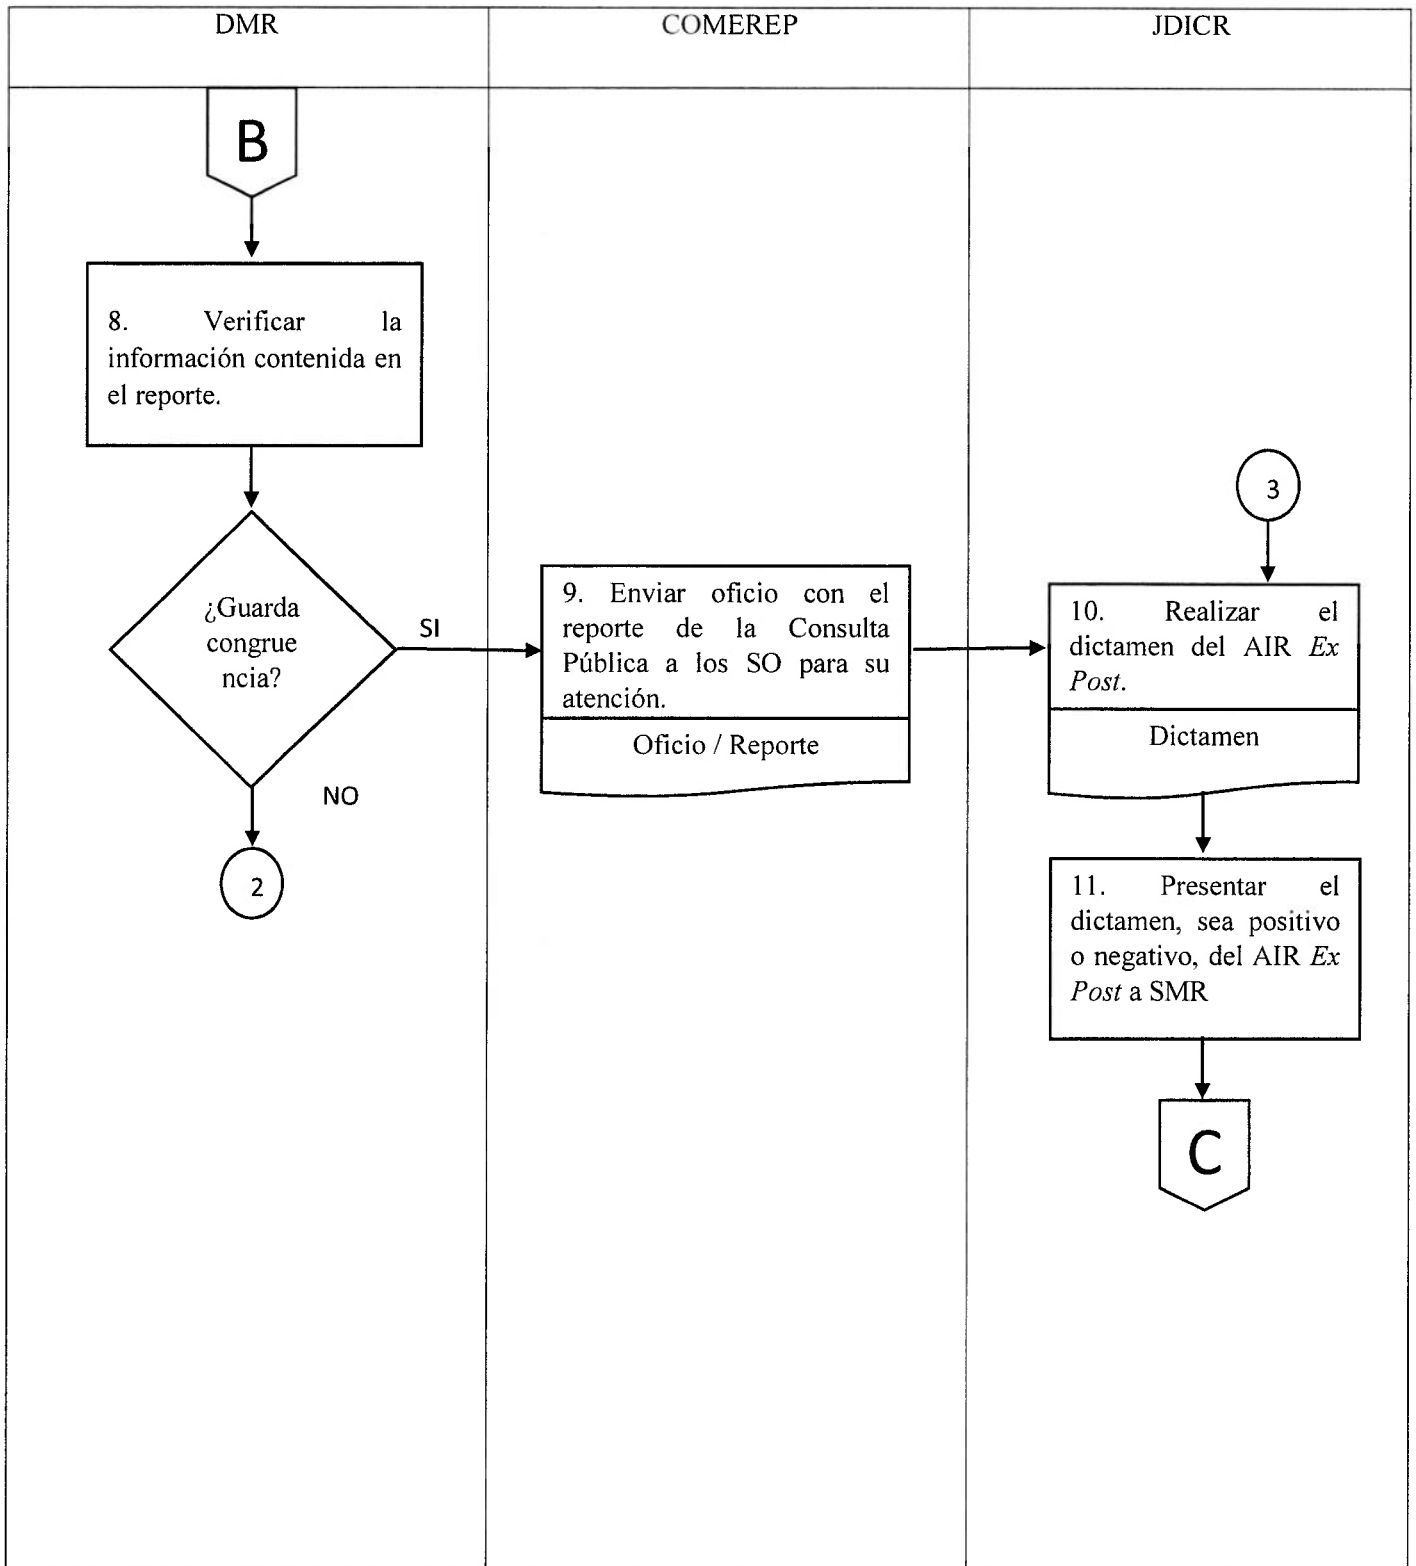 DMR
COMEREP
JDICR
B
8. Verificar la
información contenida en
el reporte.
¿Guarda
congrue
ncia?
SI
NO
2
9. Enviar oficio con el
reporte de la Consulta
Pública a los SO para su
atención.
Oficio / Reporte
3
10. Realizar el
dictamen del AIR Ex
Post.
Dictamen
11. Presentar el
dictamen, sea positivo
o negativo, del AIR Ex
Post a SMR
C